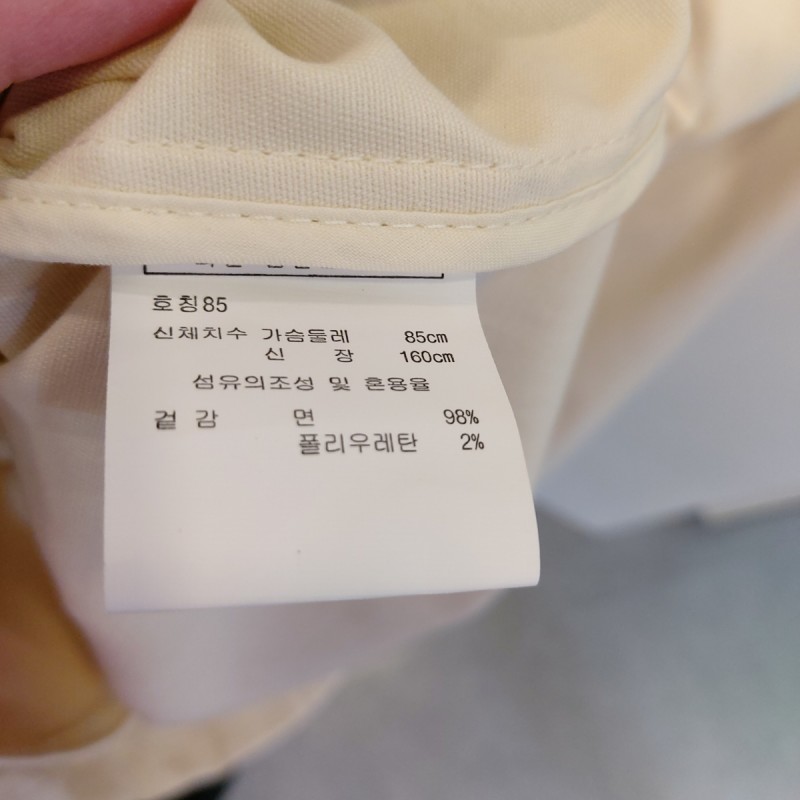 호칭85
신체치수 가슴둘레 85cm
신 장 160cm
섬유의조성 및 혼용율
겉 감 면 98%
폴리우레탄 2%